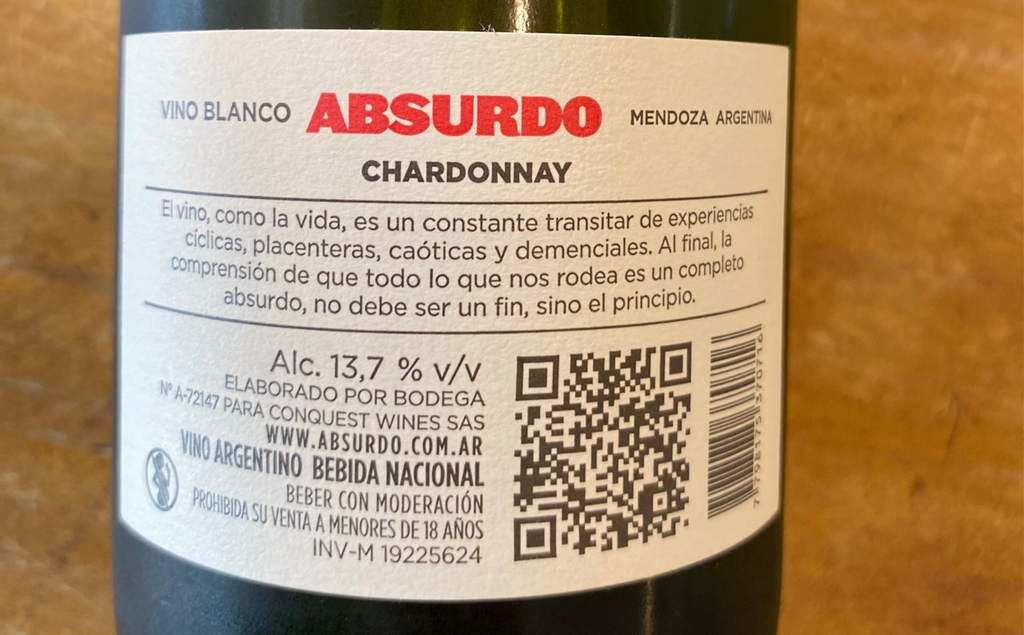 VINO BLANCO ABSURDO MENDOZA ARGENTINA
CHARDONNAY
El vino, como la vida, es un constante transitar de experiencias
cíclicas, placenteras, caóticas y demenciales. Al final, la
comprensión de que todo lo que nos rodea es un completo
absurdo, no debe ser un fin, sino el principio.
Alc. 13,7 % v/v
ELABORADO POR BODEGA
Nº A-72147 PARA CONQUEST WINES SAS
WWW.ABSURDO.COM.AR
VINO ARGENTINO BEBIDA NACIONAL
BEBER CON MODERACIÓN
PROHIBIDA SU VENTA A MENORES DE 18 AÑOS
INV-M 19225624
7798175370716